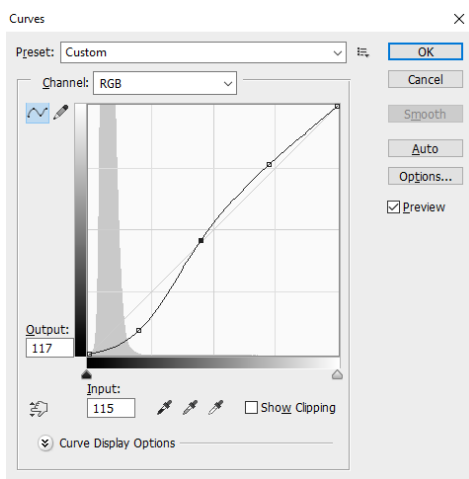 Curves
Preset: Custom
OK
Channel: RGB
Cancel
Smooth
Auto
Options...
Preview
Output:
117
Input:
115
Show Clipping
Curve Display Options